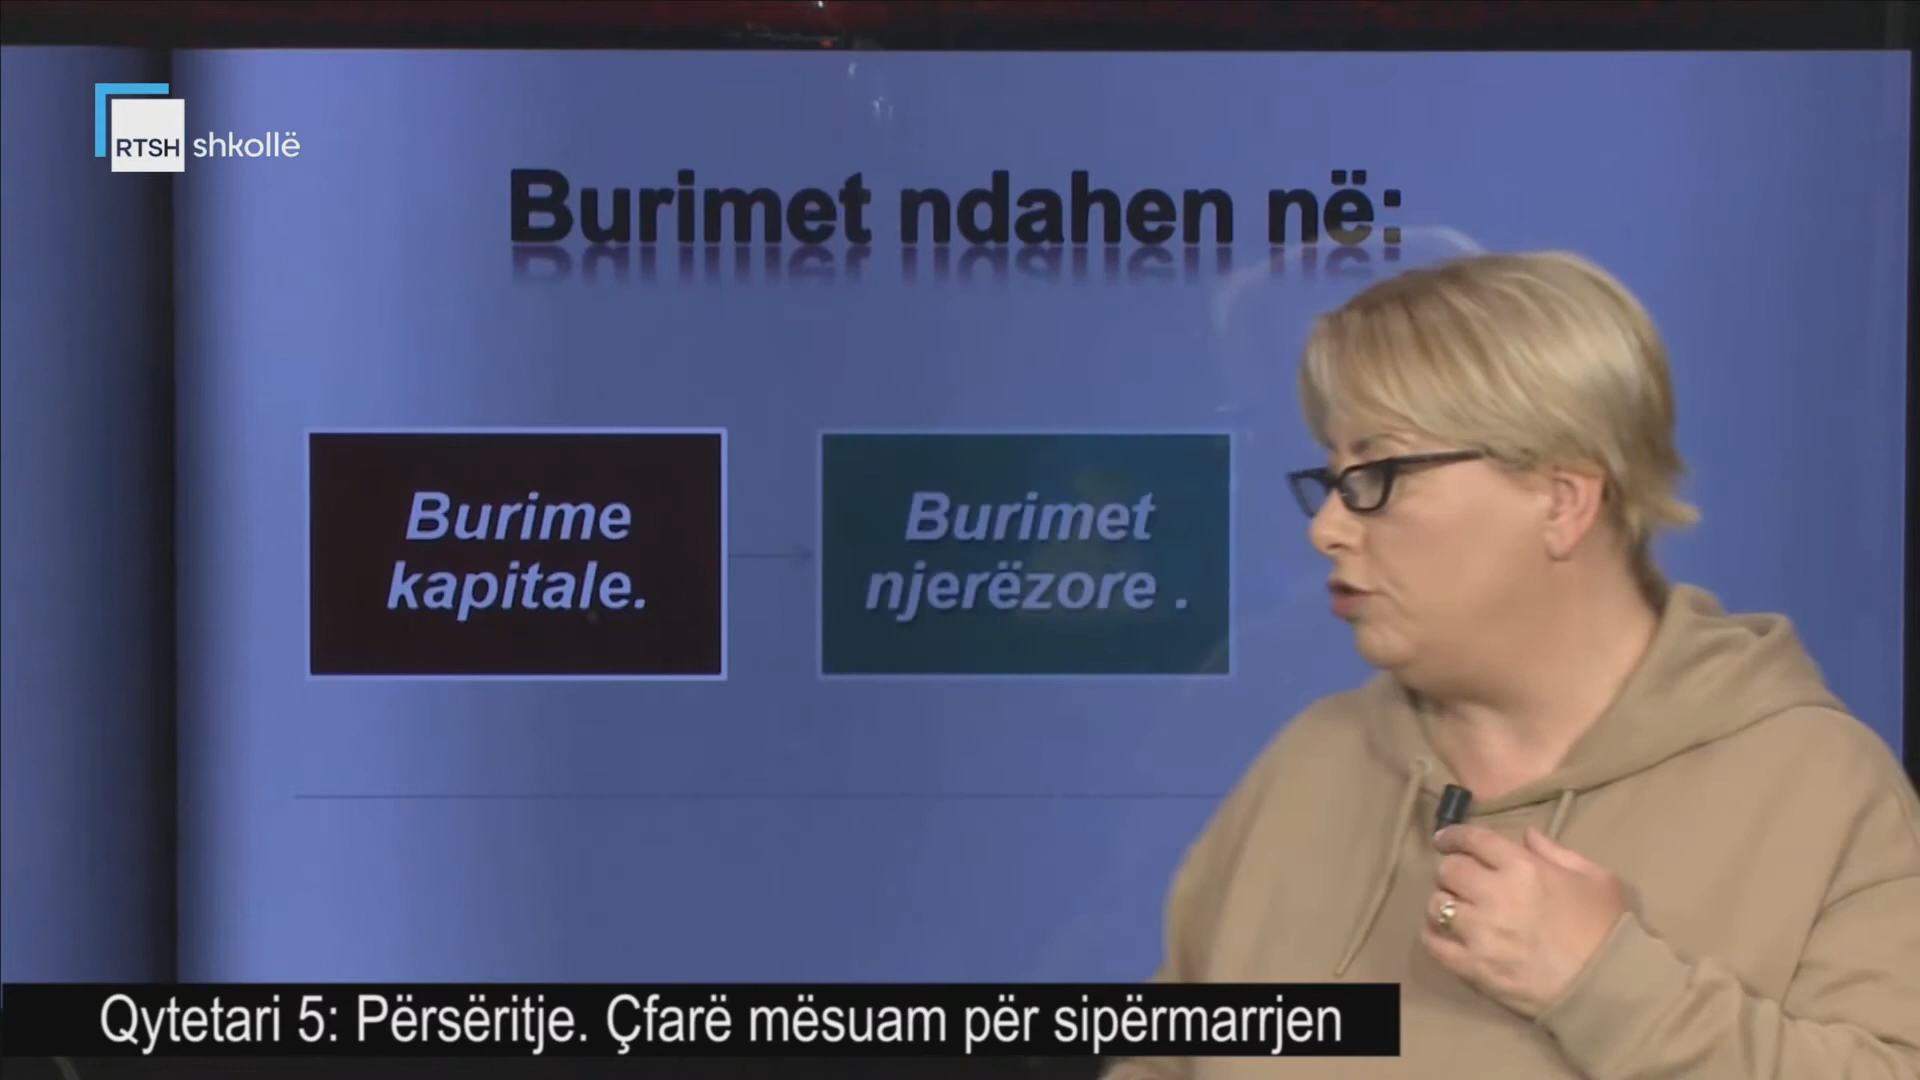 RTSH shkollë
Burimet ndahen në:
Burime
kapitale.
Burimet
njerëzore .
Qytetari 5: Përsëritje. Çfarë mësuam për sipërmarrjen